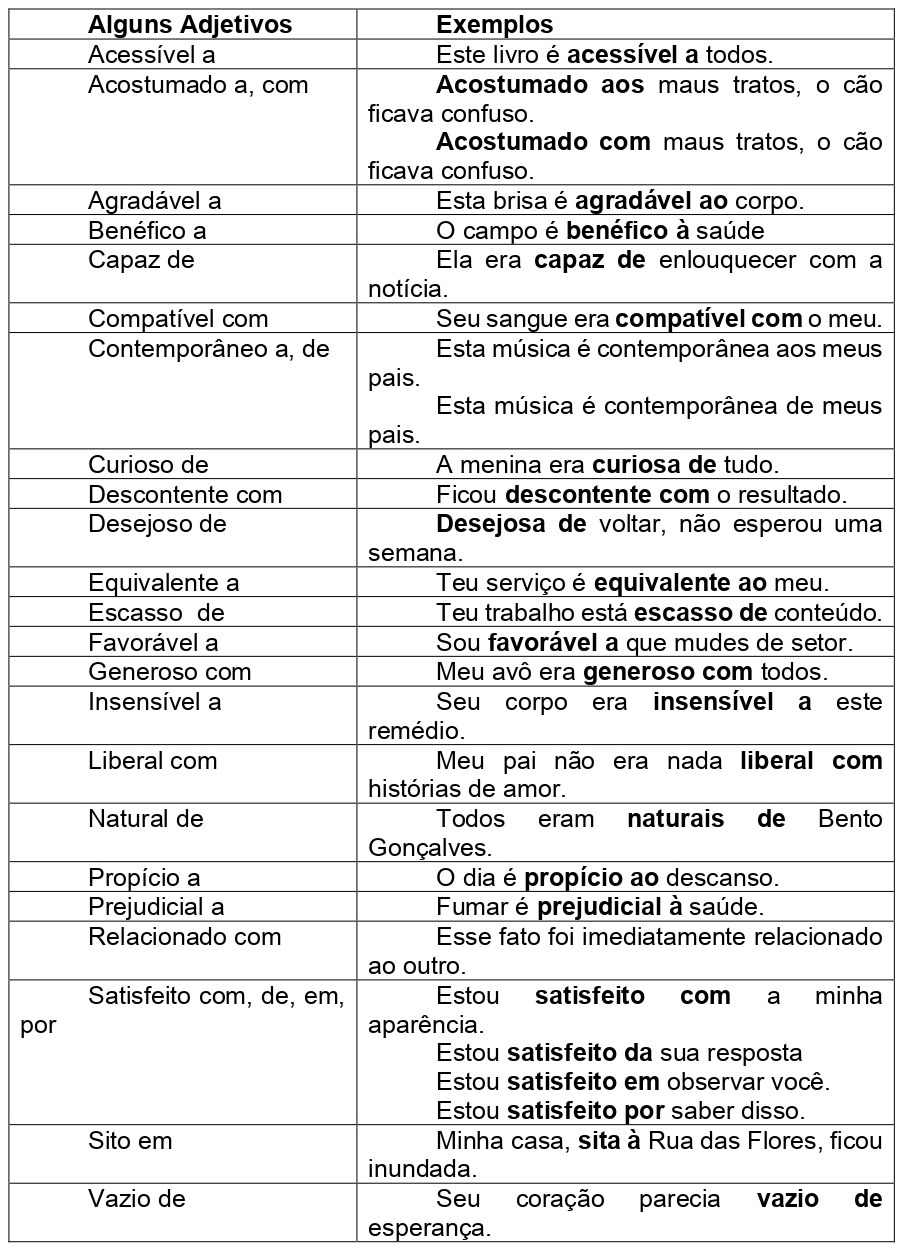 Alguns Adjetivos Exemplos
Acessível a Este livro é acessível a todos.
Acostumado a, com Acostumado aos maus tratos, o cão
ficava confuso.
Acostumado com maus tratos, o cão
ficava confuso.
Agradável a Esta brisa é agradável ao corpo.
Benéfico a O campo é benéfico à saúde
Capaz de Ela era capaz de enlouquecer com a
notícia.
Compatível com Seu sangue era compatível com o meu.
Contemporâneo a, de Esta música é contemporânea aos meus
pais.
Esta música é contemporânea de meus
pais.
Curioso de A menina era curiosa de tudo.
Descontente com Ficou descontente com o resultado.
Desejoso de Desejosa de voltar, não esperou uma
semana.
Equivalente a Teu serviço é equivalente ao meu.
Escasso de Teu trabalho está escasso de conteúdo.
Favorável a Sou favorável a que mudes de setor.
Generoso com Meu avô era generoso com todos.
Insensível a Seu corpo era insensível a este
remédio.
Liberal com Meu pai não era nada liberal com
histórias de amor.
Natural de Todos eram naturais de Bento
Gonçalves.
Propício a O dia é propício ao descanso.
Prejudicial a Fumar é prejudicial à saúde.
Relacionado com Esse fato foi imediatamente relacionado
ao outro.
Satisfeito com, de, em, Estou satisfeito com a minha
por aparência.
Estou satisfeito da sua resposta
Estou satisfeito em observar você.
Estou satisfeito por saber disso.
Sito em Minha casa, sita à Rua das Flores, ficou
inundada.
Vazio de Seu coração parecia vazio de
esperança.